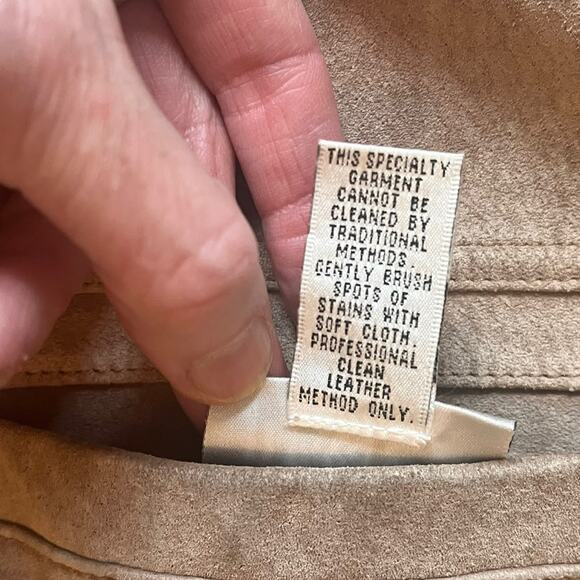 THIS SPECIALTY
GARMENT
CANNOT BE
CLEANED BY
TRADITIONAL
METHODS
GENTLY BRUSH
SPOTS OF
STAINS WITH
SOFT CLOTH.
PROFESSIONAL
CLEAN
LEATHER
METHOD ONLY.